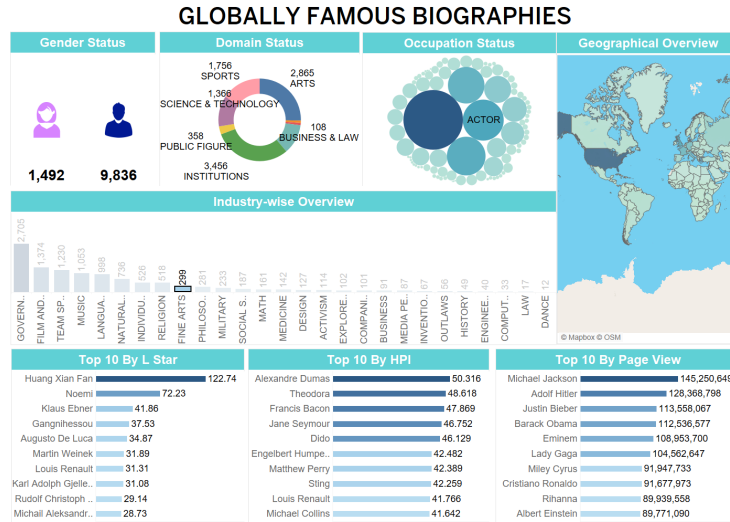 GLOBALLY FAMOUS BIOGRAPHIES
Gender Status
1,492
9,836
Domain Status
1,756
SPORTS
2,865
ARTS
1,366
SCIENCE & TECHNOLOGY
108
BUSINESS & LAW
358
PUBLIC FIGURE
3,456
INSTITUTIONS
Occupation Status
ACTOR
Geographical Overview
© Mapbox © OSM
Industry-wise Overview
2,705
1,374
1,230
1,053
998
736
526
518
299
281
233
187
161
142
127
114
102
101
91
87
67
56
49
40
33
17
12
GOVERN..
FILM AND..
TEAM SP..
MUSIC
LANGUA..
NATURAL..
INDIVIDU..
RELIGION
FINE ARTS
PHILOSO..
MILITARY
SOCIAL S..
MATH
MEDICINE
DESIGN
ACTIVISM
EXPLORE..
COMPANI..
BUSINESS
MEDIA PE..
INVENTIO..
OUTLAWS
HISTORY
ENGINEE..
COMPUT..
LAW
DANCE
Top 10 By L Star
Huang Xian Fan 122.74
Noemi 72.23
Klaus Ebner 41.86
Gangnihessou 37.53
Augusto De Luca 34.87
Martin Weinek 31.89
Louis Renault 31.31
Karl Adolph Gjelle.. 31.08
Rudolf Christoph .. 29.14
Michail Aleksandr.. 28.73
Top 10 By HPI
Alexandre Dumas 50.316
Theodora 48.618
Francis Bacon 47.869
Jane Seymour 46.752
Dido 46.129
Engelbert Humpe.. 42.482
Matthew Perry 42.389
Sting 42.259
Louis Renault 41.766
Michael Collins 41.642
Top 10 By Page View
Michael Jackson 145,250,649
Adolf Hitler 128,368,798
Justin Bieber 113,558,067
Barack Obama 112,536,577
Eminem 108,953,700
Lady Gaga 104,562,647
Miley Cyrus 91,947,733
Cristiano Ronaldo 91,677,973
Rihanna 89,939,558
Albert Einstein 89,771,090